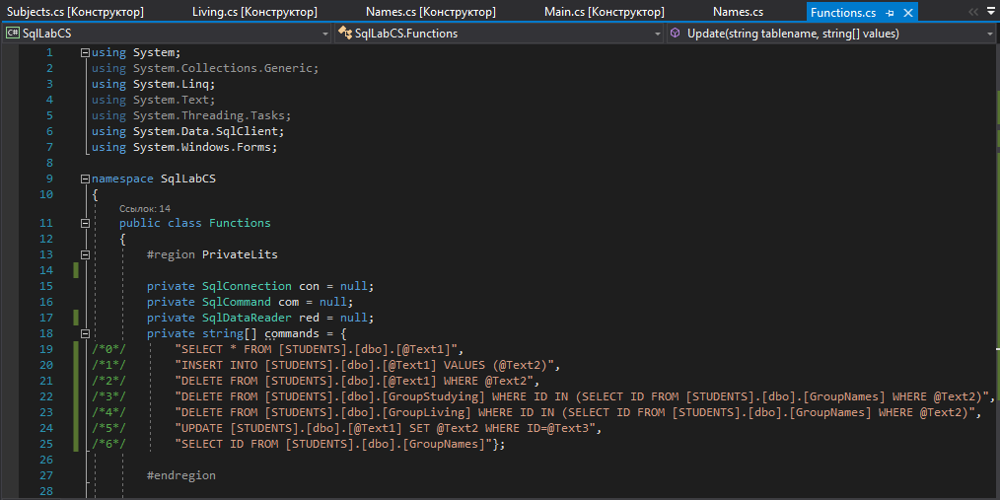 Subjects.cs [Конструктор] Living.cs [Конструктор] Names.cs [Конструктор] Main.cs [Конструктор] Names.cs Functions.cs
C# SqlLabCS SqlLabCS.Functions Update(string tablename, string[] values)
1 using System;
2 using System.Collections.Generic;
3 using System.Linq;
4 using System.Text;
5 using System.Threading.Tasks;
6 using System.Data.SqlClient;
7 using System.Windows.Forms;
8
9 namespace SqlLabCS
10 {
Ссылок: 14
11 public class Functions
12 {
13 #region PrivateLits
14
15 private SqlConnection con = null;
16 private SqlCommand com = null;
17 private SqlDataReader red = null;
18 private string[] commands = {
19 /*0*/ "SELECT * FROM [STUDENTS].[dbo].[@Text1]",
20 /*1*/ "INSERT INTO [STUDENTS].[dbo].[@Text1] VALUES (@Text2)",
21 /*2*/ "DELETE FROM [STUDENTS].[dbo].[@Text1] WHERE @Text2",
22 /*3*/ "DELETE FROM [STUDENTS].[dbo].[GroupStudying] WHERE ID IN (SELECT ID FROM [STUDENTS].[dbo].[GroupNames] WHERE @Text2)",
23 /*4*/ "DELETE FROM [STUDENTS].[dbo].[GroupLiving] WHERE ID IN (SELECT ID FROM [STUDENTS].[dbo].[GroupNames] WHERE @Text2)",
24 /*5*/ "UPDATE [STUDENTS].[dbo].[@Text1] SET @Text2 WHERE ID=@Text3",
25 /*6*/ "SELECT ID FROM [STUDENTS].[dbo].[GroupNames]"};
26
27 #endregion
28